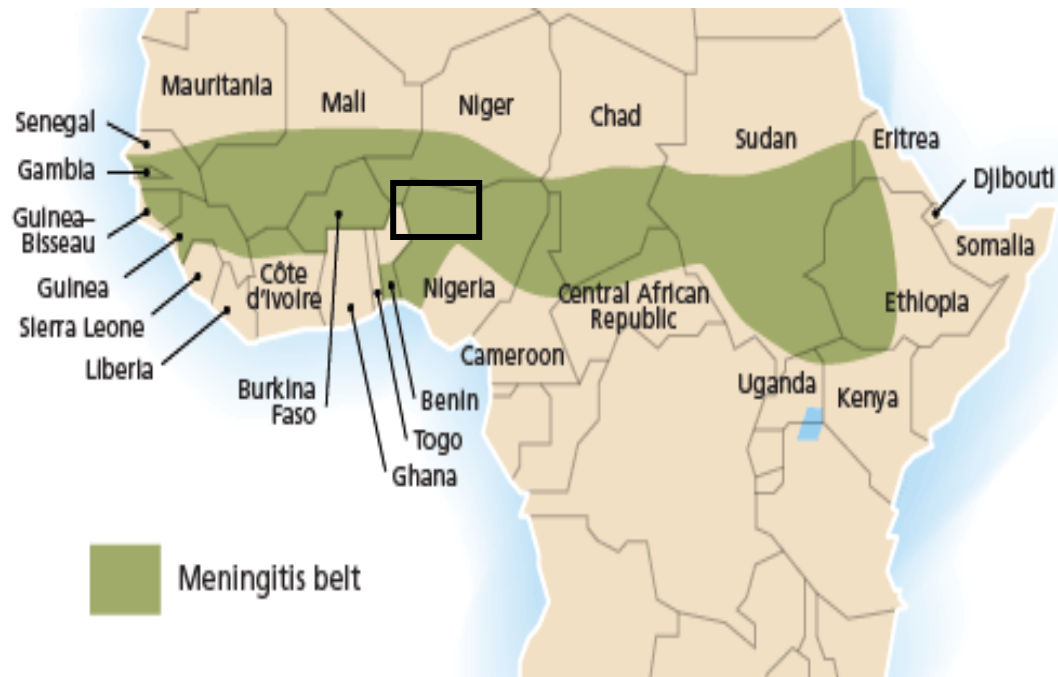 Mauritania
Mali
Niger
Chad
Sudan
Eritrea
Senegal
Gambia
Djibouti
Guinea–
Bisseau
Somalia
Guinea
Côte
d'Ivoire
Nigeria
Central African
Republic
Ethiopia
Sierra Leone
Liberia
Cameroon
Burkina
Faso
Benin
Uganda
Kenya
Togo
Ghana
Meningitis belt